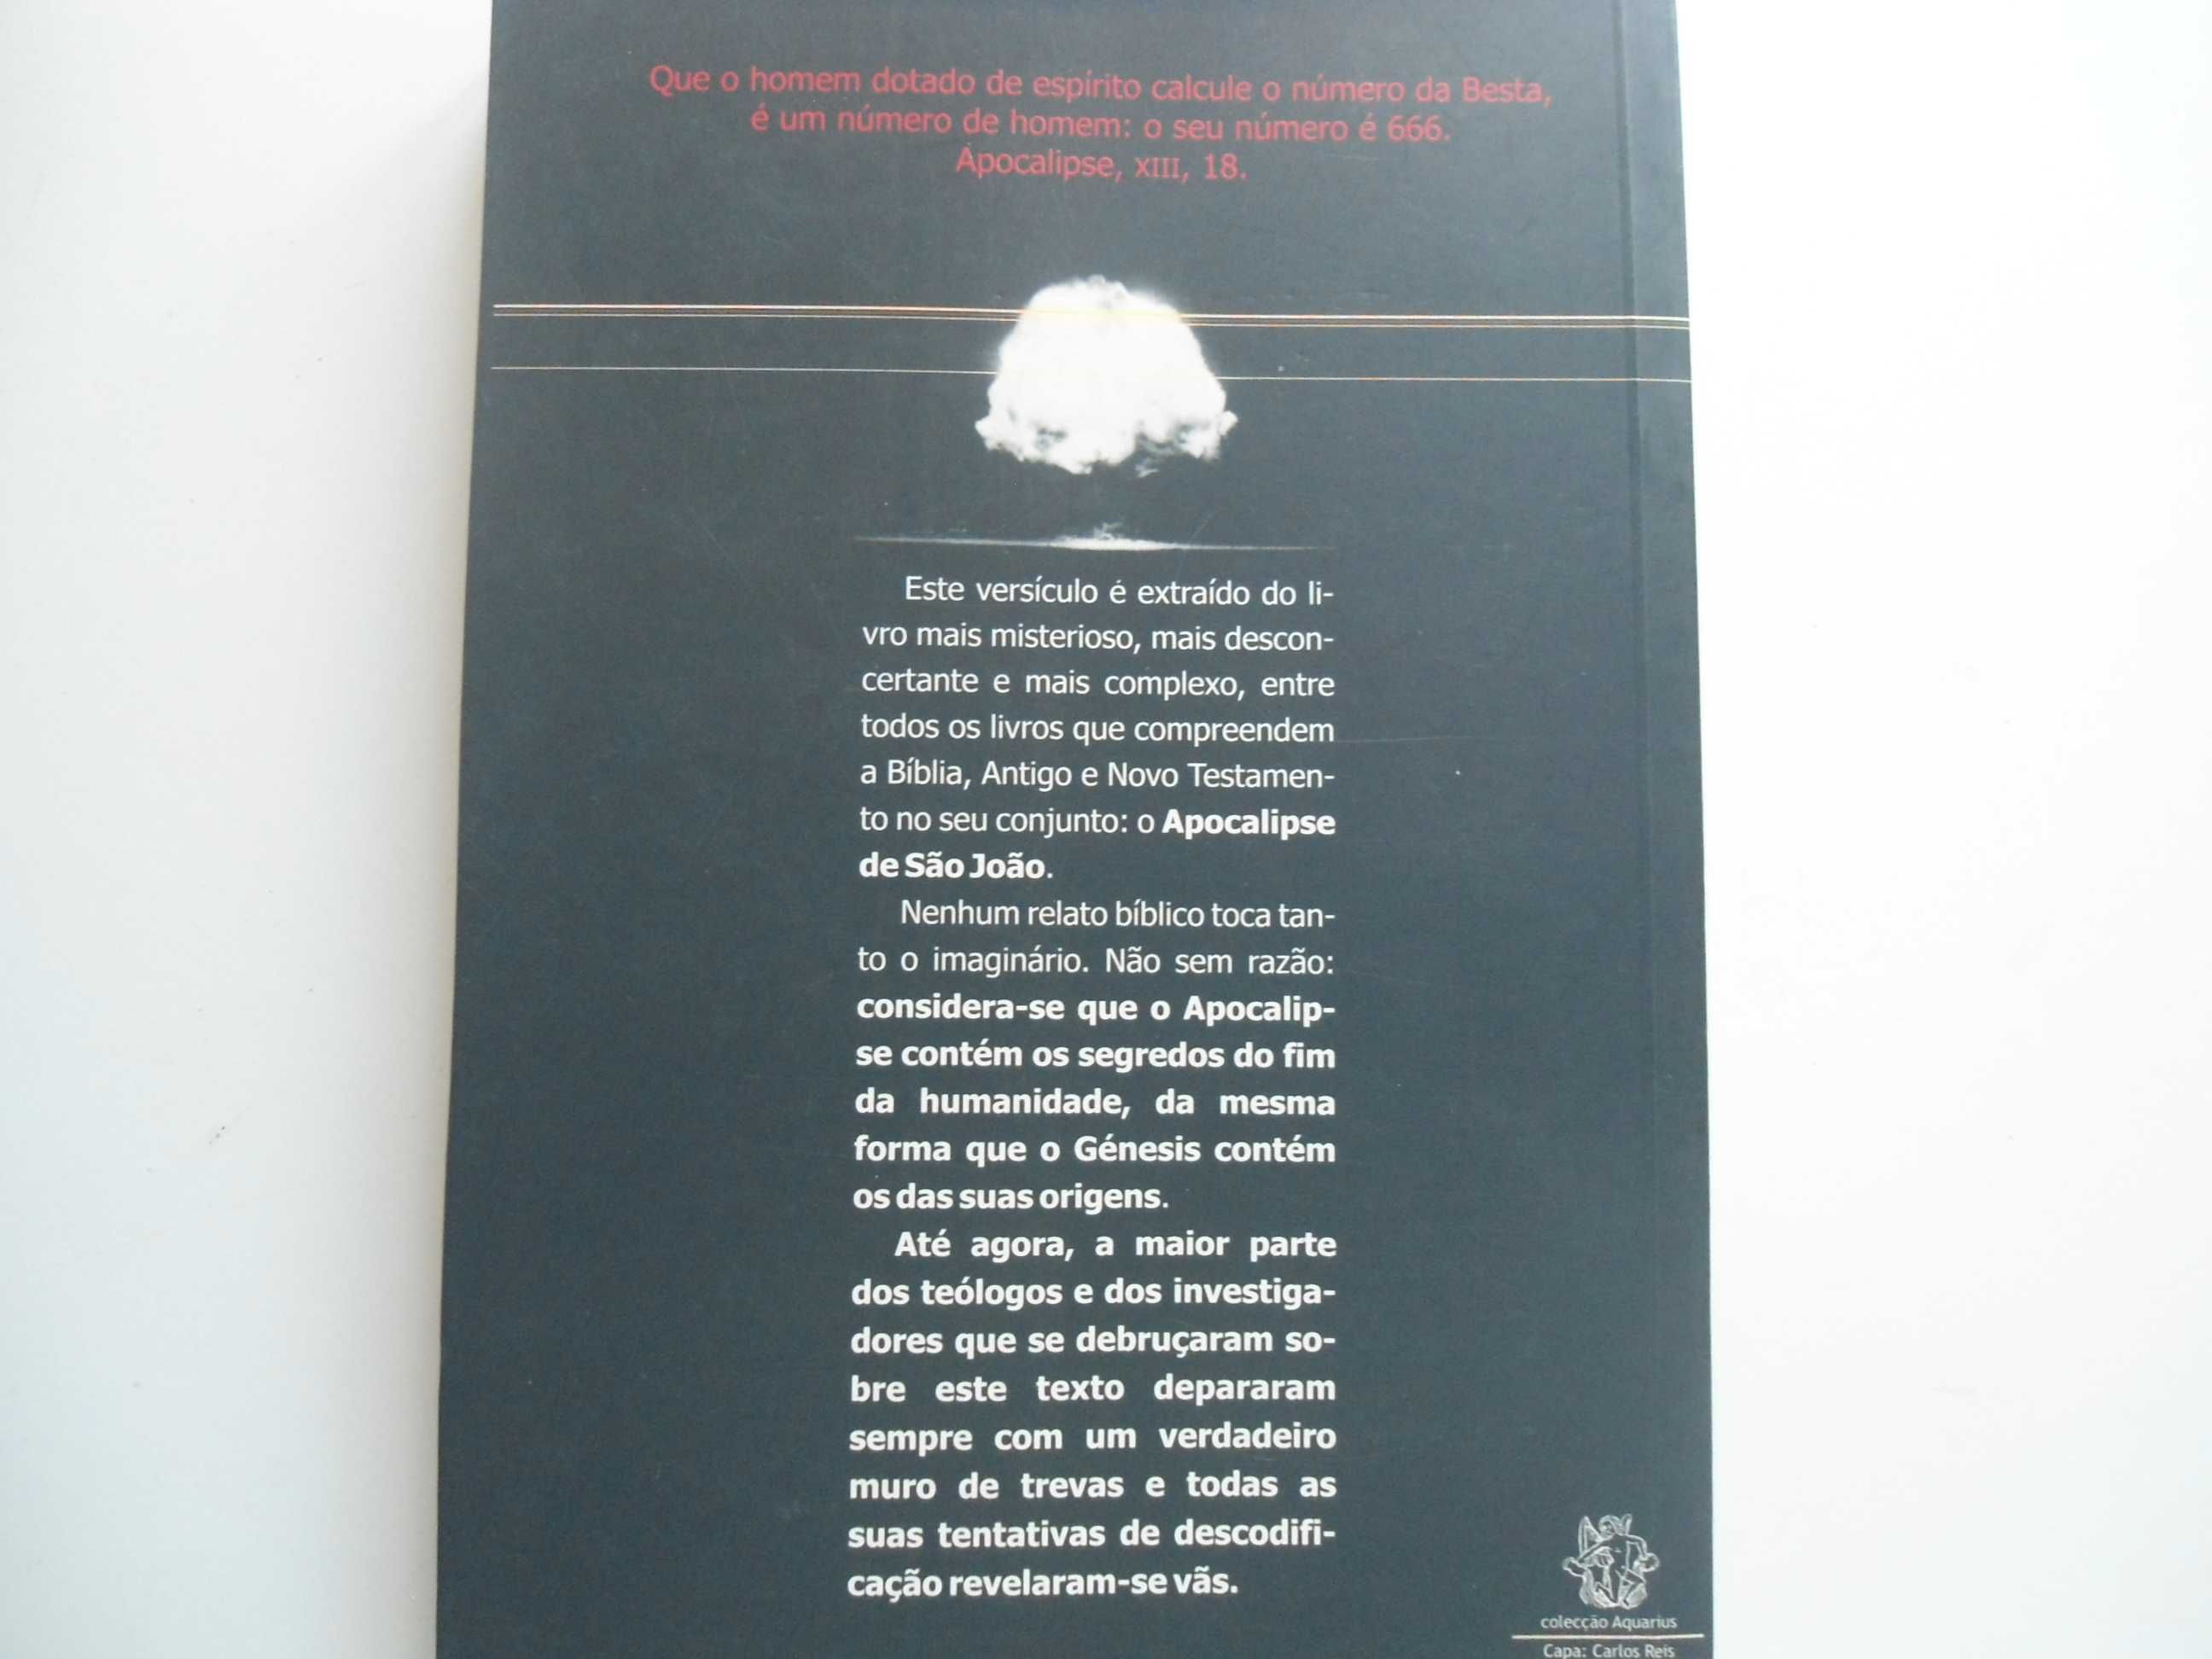 Que o homem dotado de espírito calcule o número da Besta,
é um número de homem: o seu número é 666.
Apocalipse, XIII, 18.
Este versículo é extraído do li-
vro mais misterioso, mais descon-
certante e mais complexo, entre
todos os livros que compreendem
a Bíblia, Antigo e Novo Testamen-
to no seu conjunto: o Apocalipse
de São João.
Nenhum relato bíblico toca tan-
to o imaginário. Não sem razão:
considera-se que o Apocalip-
se contém os segredos do fim
da humanidade, da mesma
forma que o Génesis contém
os das suas origens.
Até agora, a maior parte
dos teólogos e dos investiga-
dores que se debruçaram so-
bre este texto depararam
sempre com um verdadeiro
muro de trevas e todas as
suas tentativas de descodifi-
cação revelaram-se vãs.
colecção Aquarius
Capa: Carlos Reis